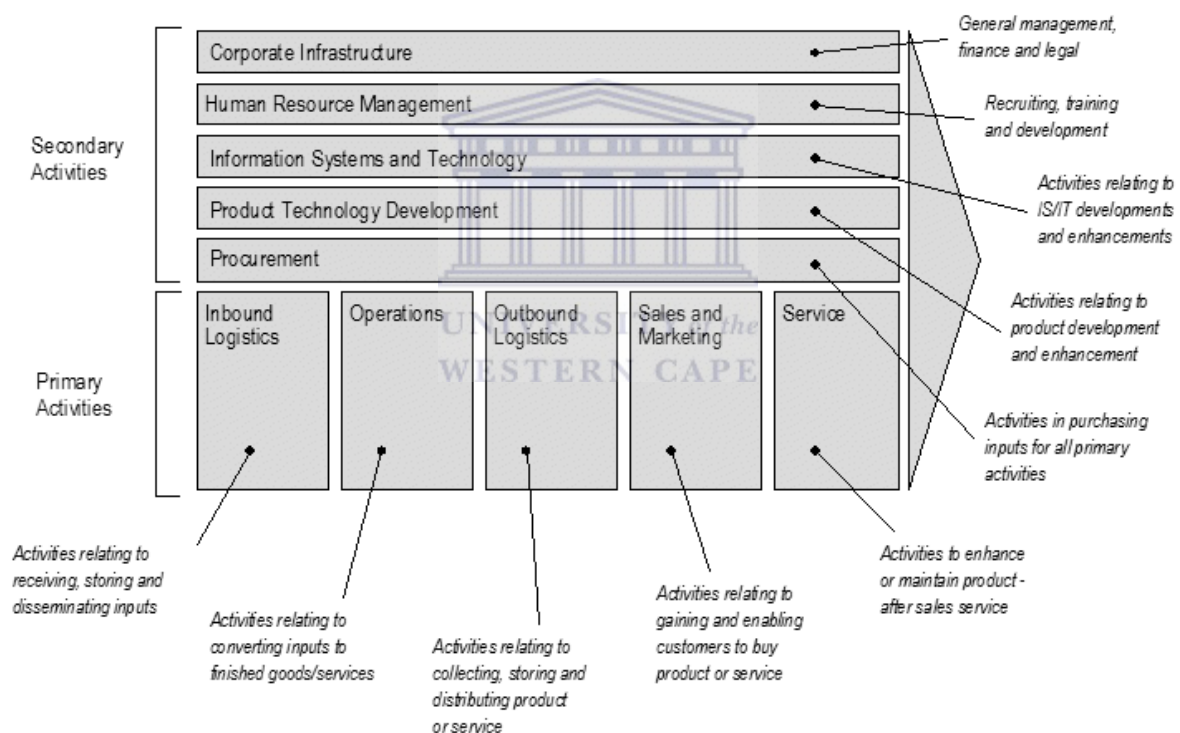 General management,
finance and legal
Corporate Infrastructure
Human Resource Management
Recruiting, training
and development
Secondary
Activities
Information Systems and Technology
Activities relating to
IS/IT developments
and enhancements
Product Technology Development
Procurement
Activities relating to
product development
and enhancement
Primary
Activities
Inbound
Logistics
Operations
Outbound
Logistics
Sales and
Marketing
Service
UNIVERSITY of the
WESTERN CAPE
Activities in purchasing
inputs for all primary
activities
Activities relating to
receiving, storing and
disseminating inputs
Activities relating to
converting inputs to
finished goods/services
Activities relating to
collecting, storing and
distributing product
or service
Activities relating to
gaining and enabling
customers to buy
product or service
Activities to enhance
or maintain product-
after sales service